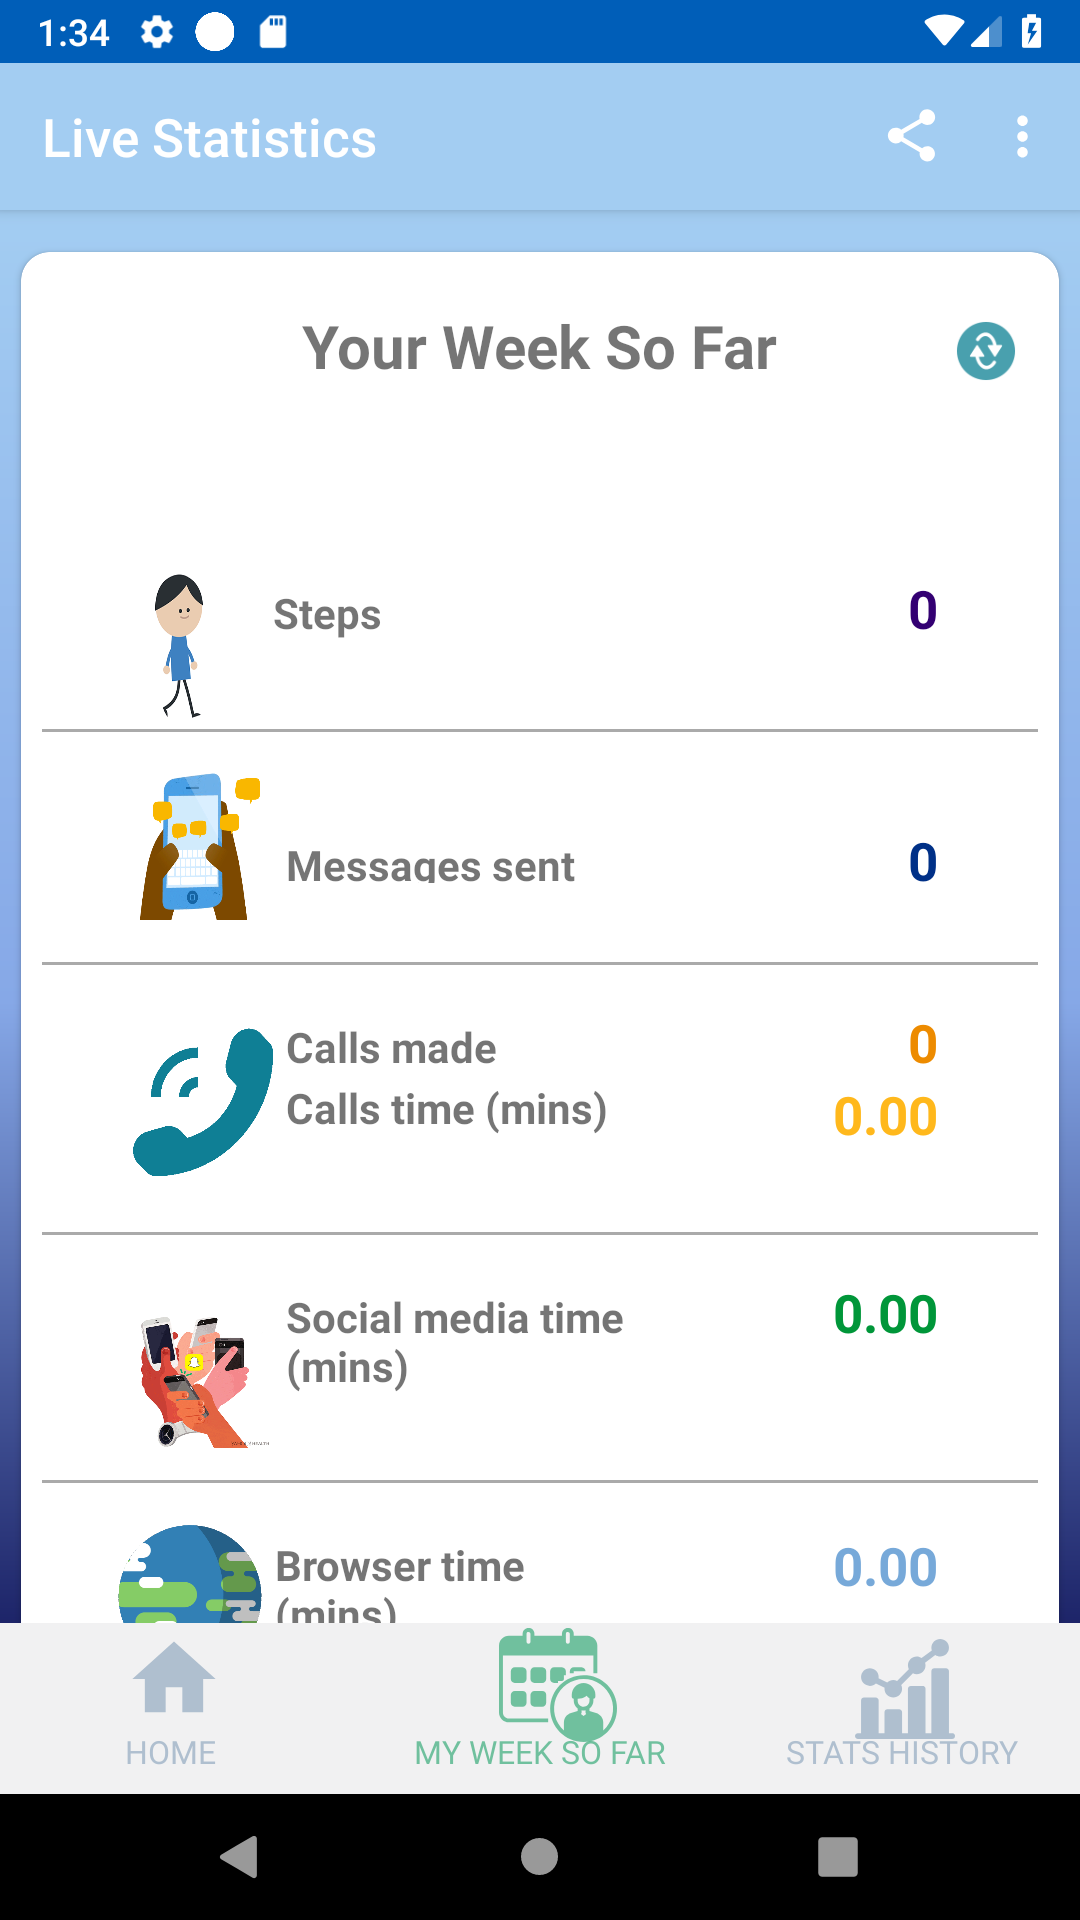 1:34
Live Statistics
Your Week So Far
Steps
0
Messages sent
0
Calls made
0
Calls time (mins)
0.00
Social media time
(mins)
0.00
Browser time
(mins)
0.00
HOME
MY WEEK SO FAR
STATS HISTORY